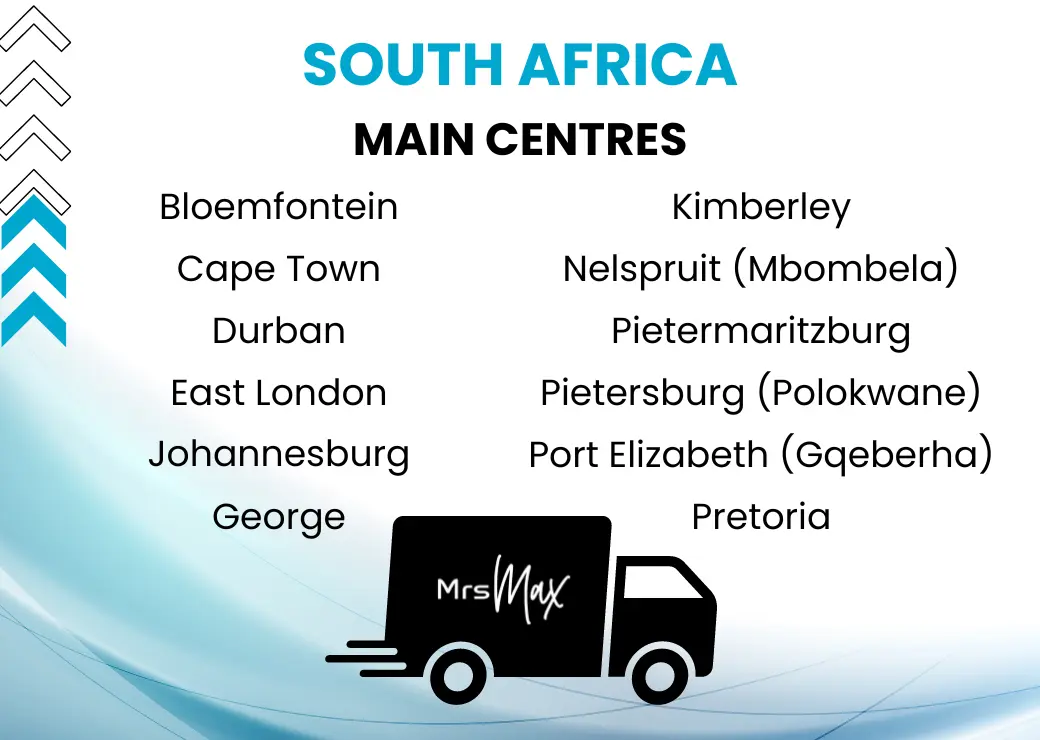 SOUTH AFRICA
MAIN CENTRES
Bloemfontein
Cape Town
Durban
East London
Johannesburg
George
Kimberley
Nelspruit (Mbombela)
Pietermaritzburg
Pietersburg (Polokwane)
Port Elizabeth (Gqeberha)
Pretoria
Mrs Max